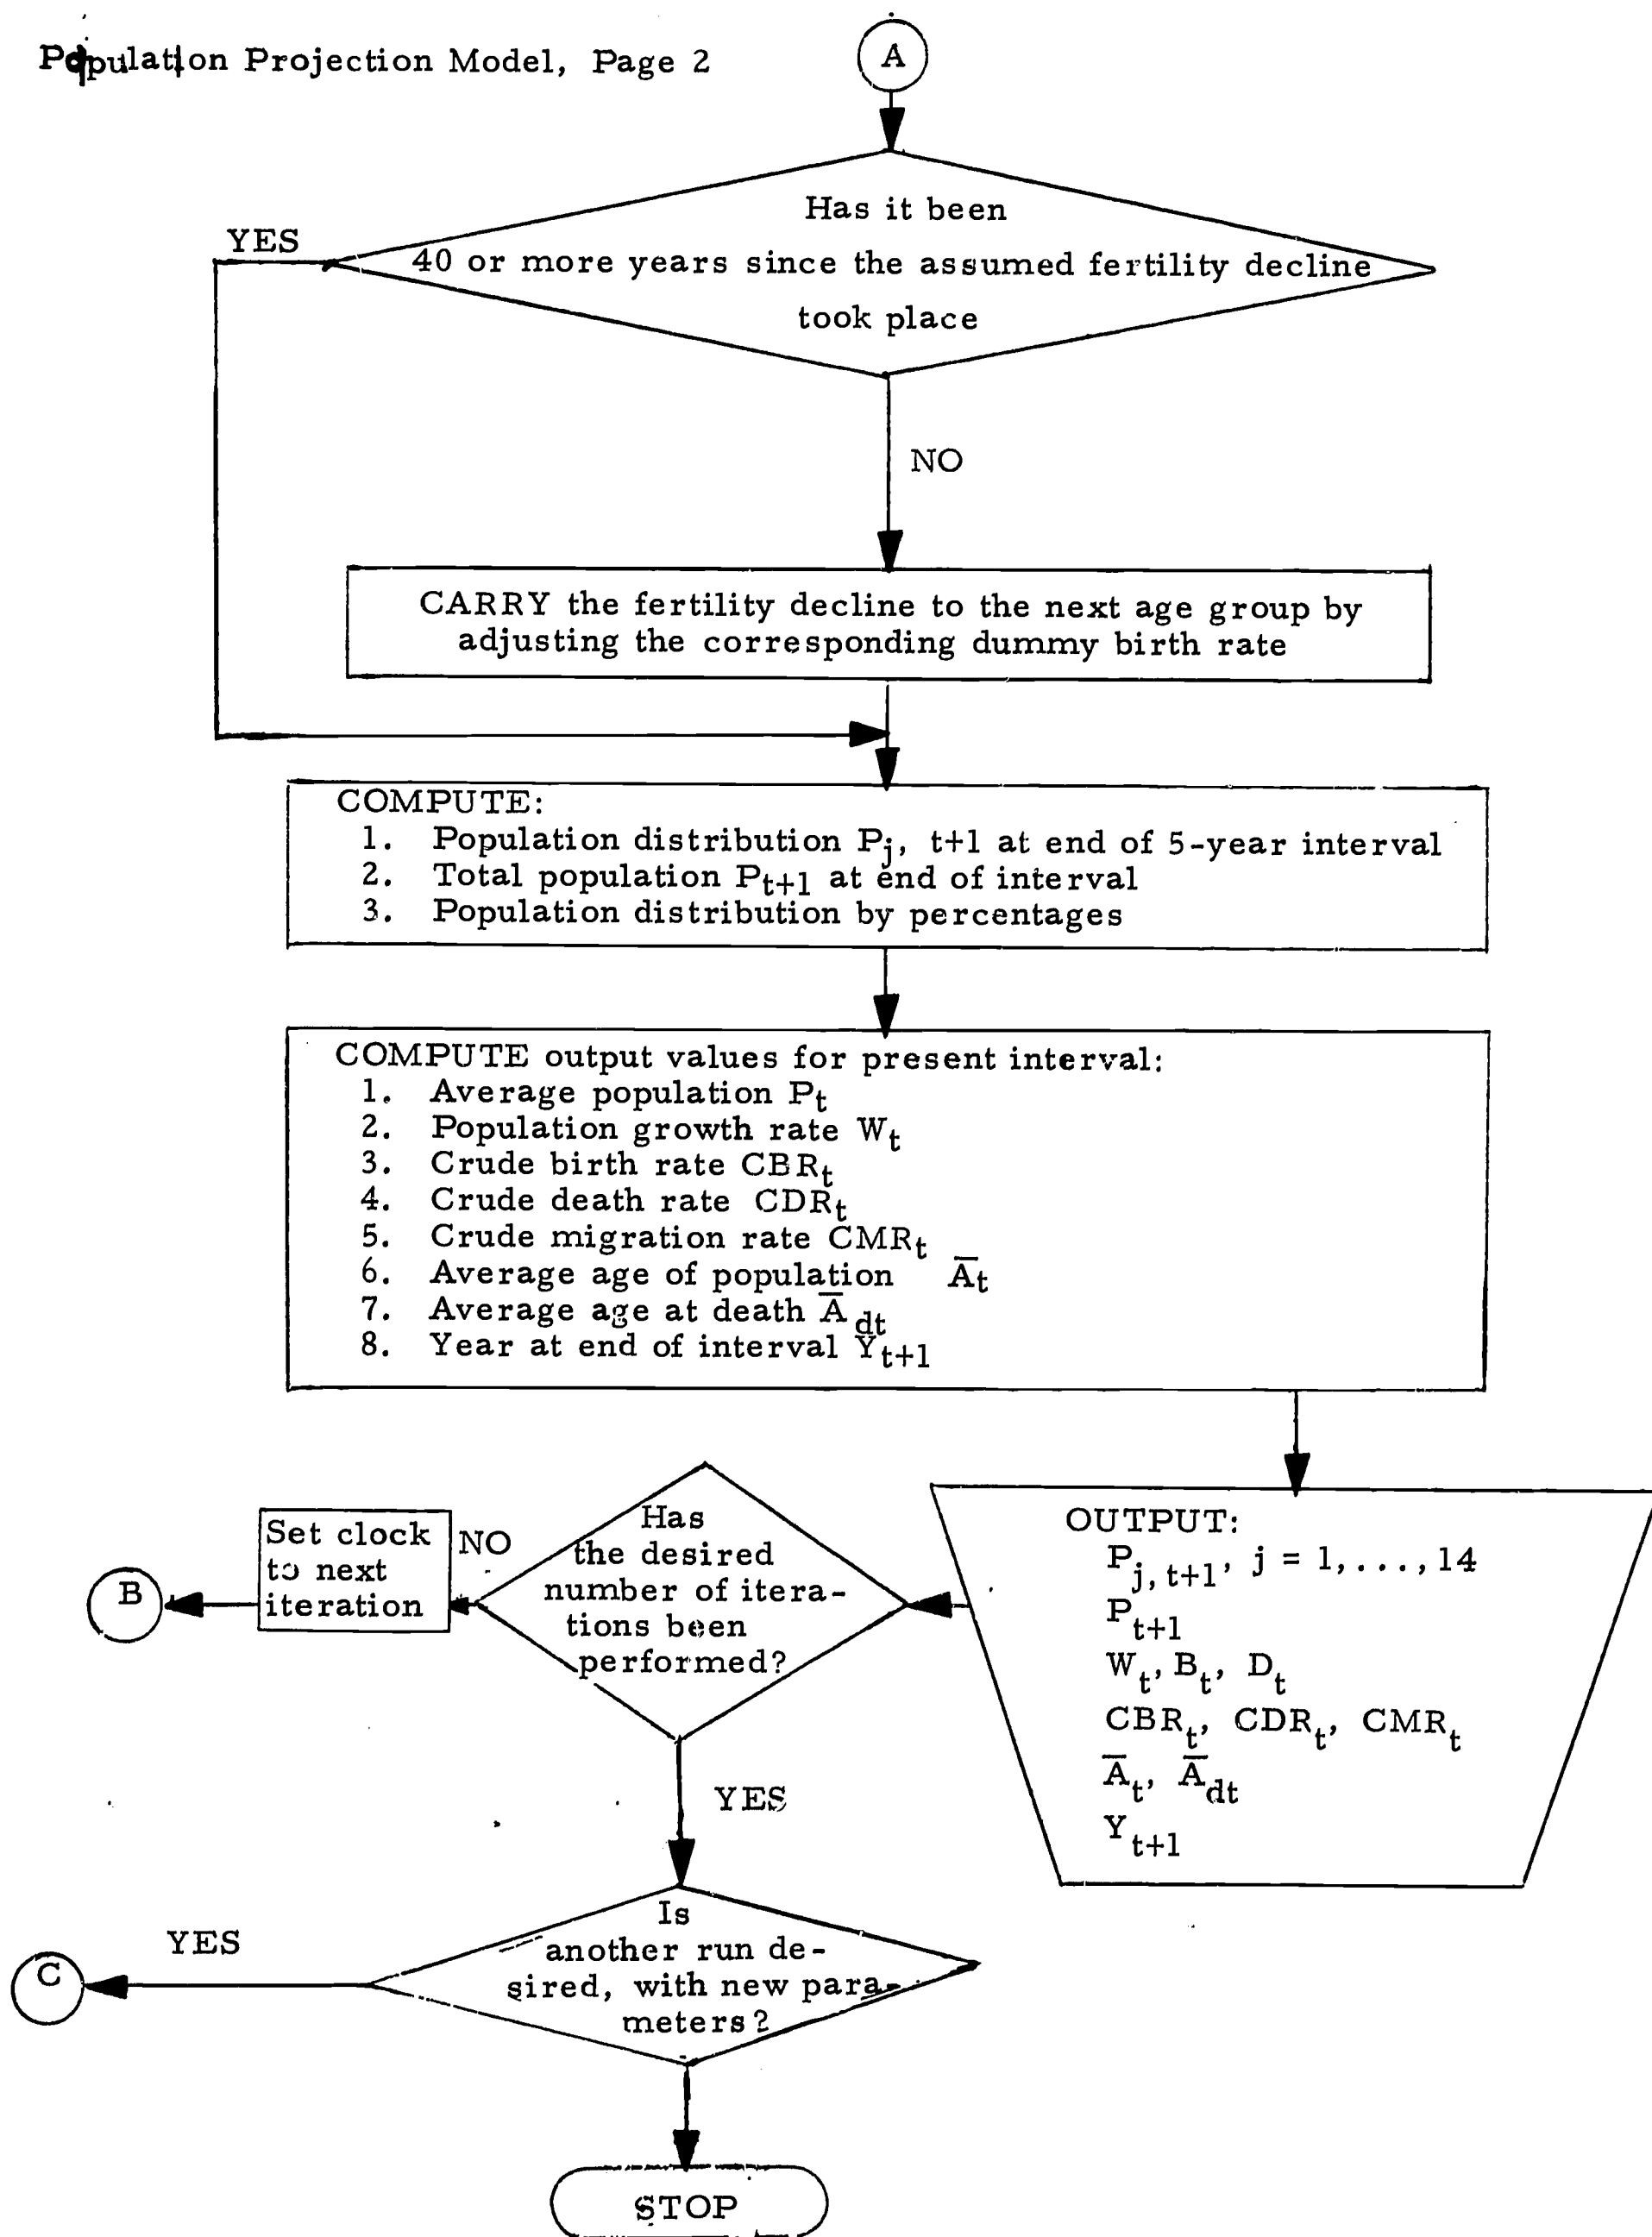 Population Projection Model, Page 2
A
Has it been
YES
40 or more years since the assumed fertility decline
took place
NO
CARRY the fertility decline to the next age group by
adjusting the corresponding dummy birth rate
COMPUTE:
1. Population distribution Pj, t+1 at end of 5-year interval
2. Total population Pt+1 at end of interval
3. Population distribution by percentages
COMPUTE output values for present interval:
1. Average population Pt
2. Population growth rate Wt
3. Crude birth rate CBRt
4. Crude death rate CDRt
5. Crude migration rate CMRt
6. Average age of population A̅t
7. Average age at death A̅dt
8. Year at end of interval Yt+1
Set clock
to next
iteration
NO
B
Has
the desired
number of itera-
tions been
performed?
YES
OUTPUT:
Pj, t+1, j = 1, . . . , 14
Pt+1
Wt, Bt, Dt
CBRt, CDRt, CMRt
A̅t, A̅dt
Yt+1
Is
another run de-
sired, with new para-
meters?
YES
C
STOP